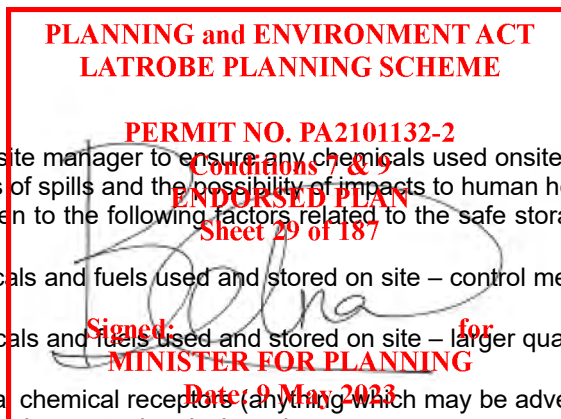 PLANNING and ENVIRONMENT ACT
LATROBE PLANNING SCHEME
PERMIT NO. PA2101132-2
site manager to ensure any chemicals used onsite
Conditions 7 & 9
s of spills and the possibility of impacts to human he
ENDORSED PLAN
en to the following factors related to the safe stora
Sheet 29 of 187
cals and fuels used and stored on site – control me
Signed: for
cals and fuels used and stored on site – larger qua
MINISTER FOR PLANNING
Date: 9 May 2023
al chemical receptors (anything which may be adve